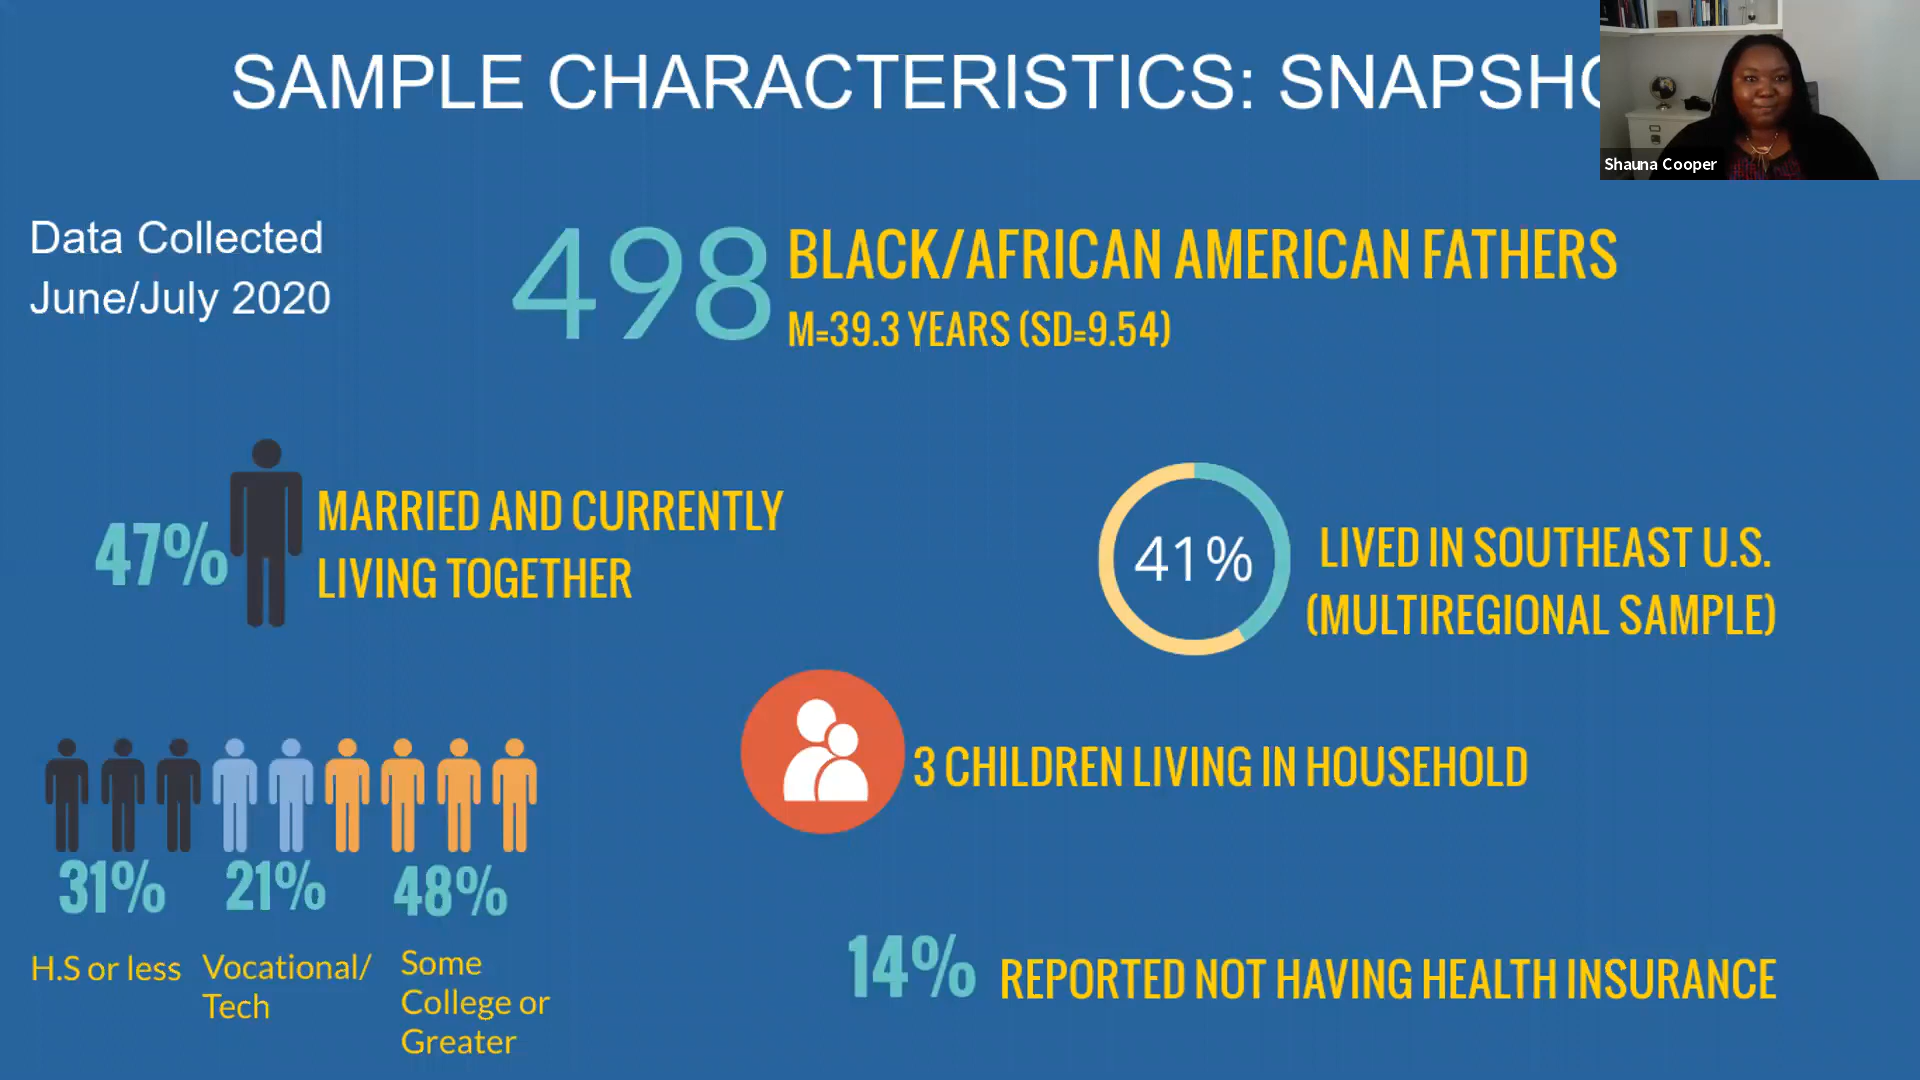 SAMPLE CHARACTERISTICS: SNAPSHO
Shauna Cooper
Data Collected
June/July 2020
498
BLACK/AFRICAN AMERICAN FATHERS
M=39.3 YEARS (SD=9.54)
47%
MARRIED AND CURRENTLY
LIVING TOGETHER
41%
LIVED IN SOUTHEAST U.S.
(MULTIREGIONAL SAMPLE)
3 CHILDREN LIVING IN HOUSEHOLD
31%
21%
48%
H.S or less
Vocational/
Tech
Some
College or
Greater
14%
REPORTED NOT HAVING HEALTH INSURANCE